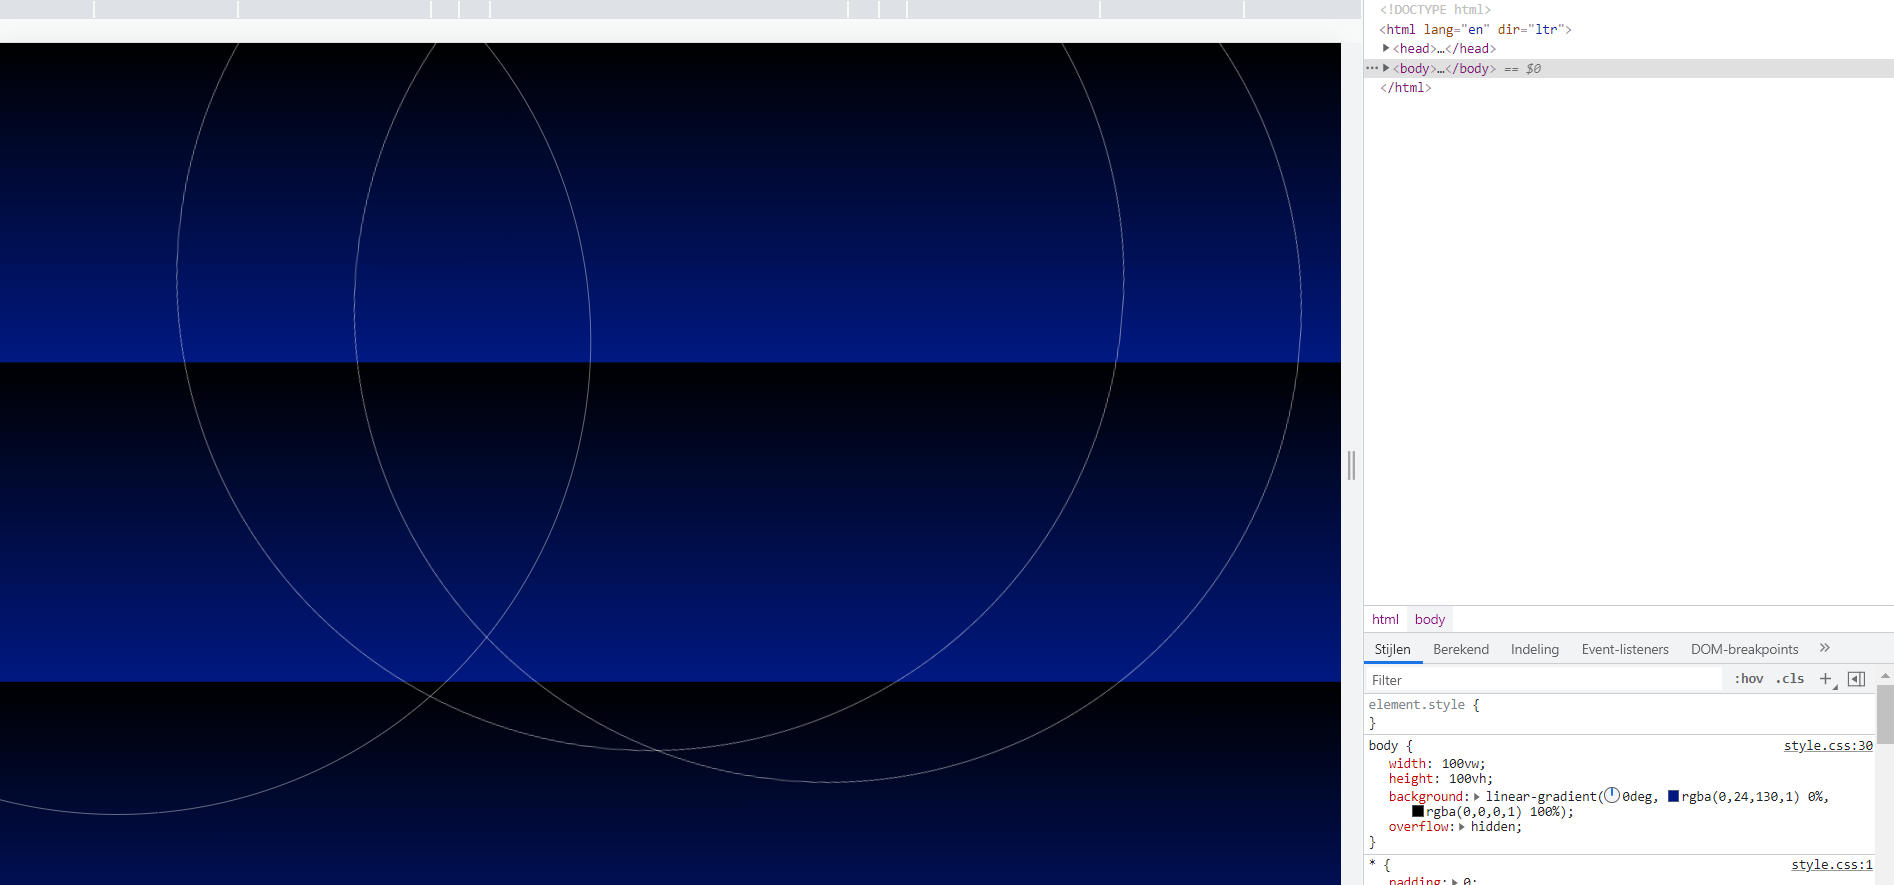 <!DOCTYPE html>
<html lang="en" dir="ltr">
<head>…</head>
<body>…</body> == $0
</html>
html body
Stijlen Berekend Indeling Event-listeners DOM-breakpoints »
Filter :hov .cls +
element.style {
}
body { style.css:30
width: 100vw;
height: 100vh;
background: linear-gradient(0deg, rgba(0,24,130,1) 0%,
rgba(0,0,0,1) 100%);
overflow: hidden;
}
* { style.css:1
padding: 0;